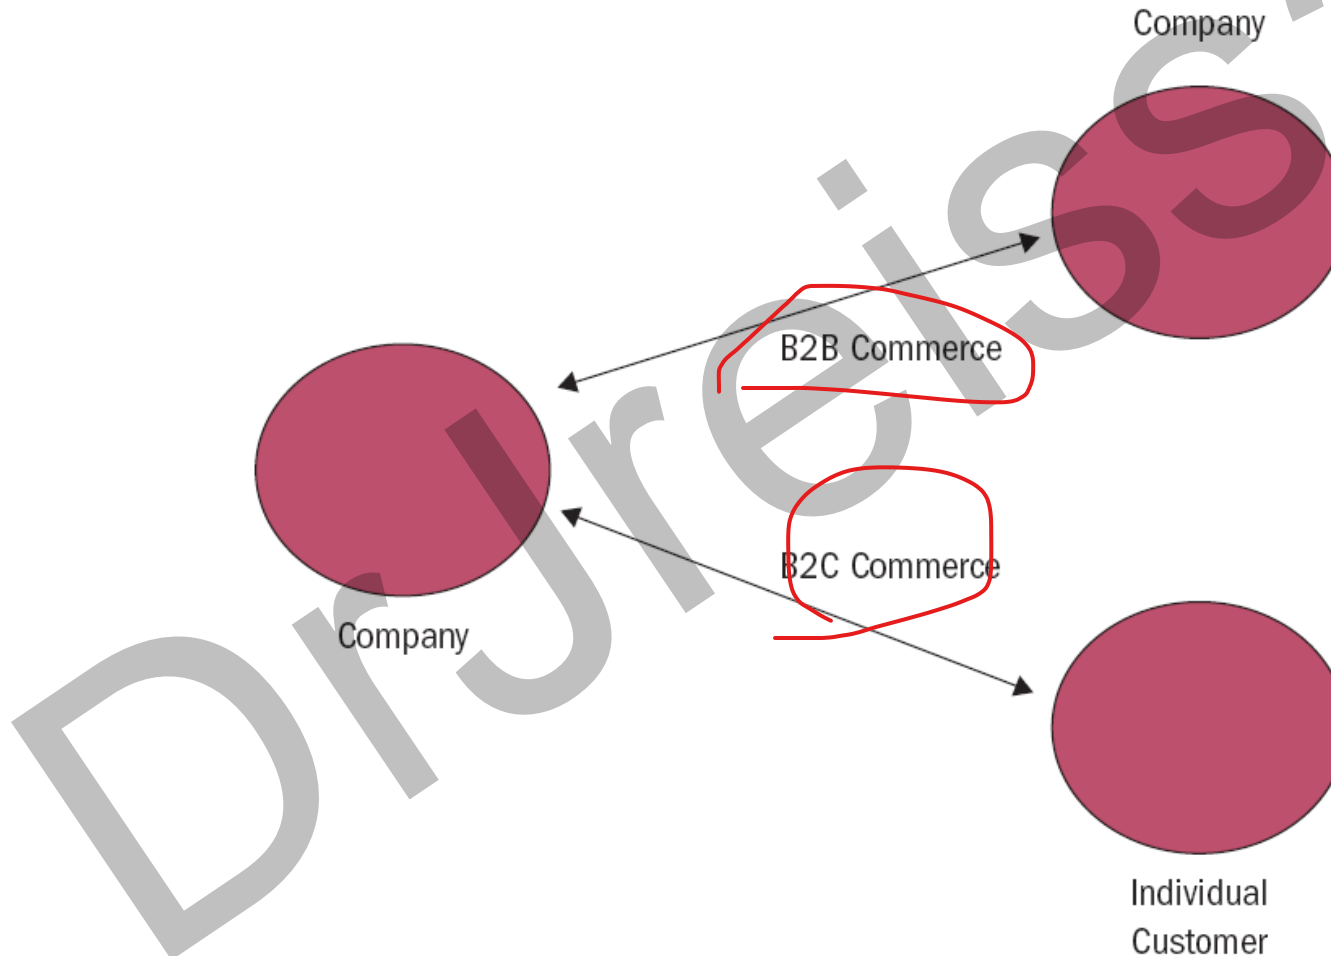 Company
B2B Commerce
B2C Commerce
Company
Individual
Customer
DrJreiss